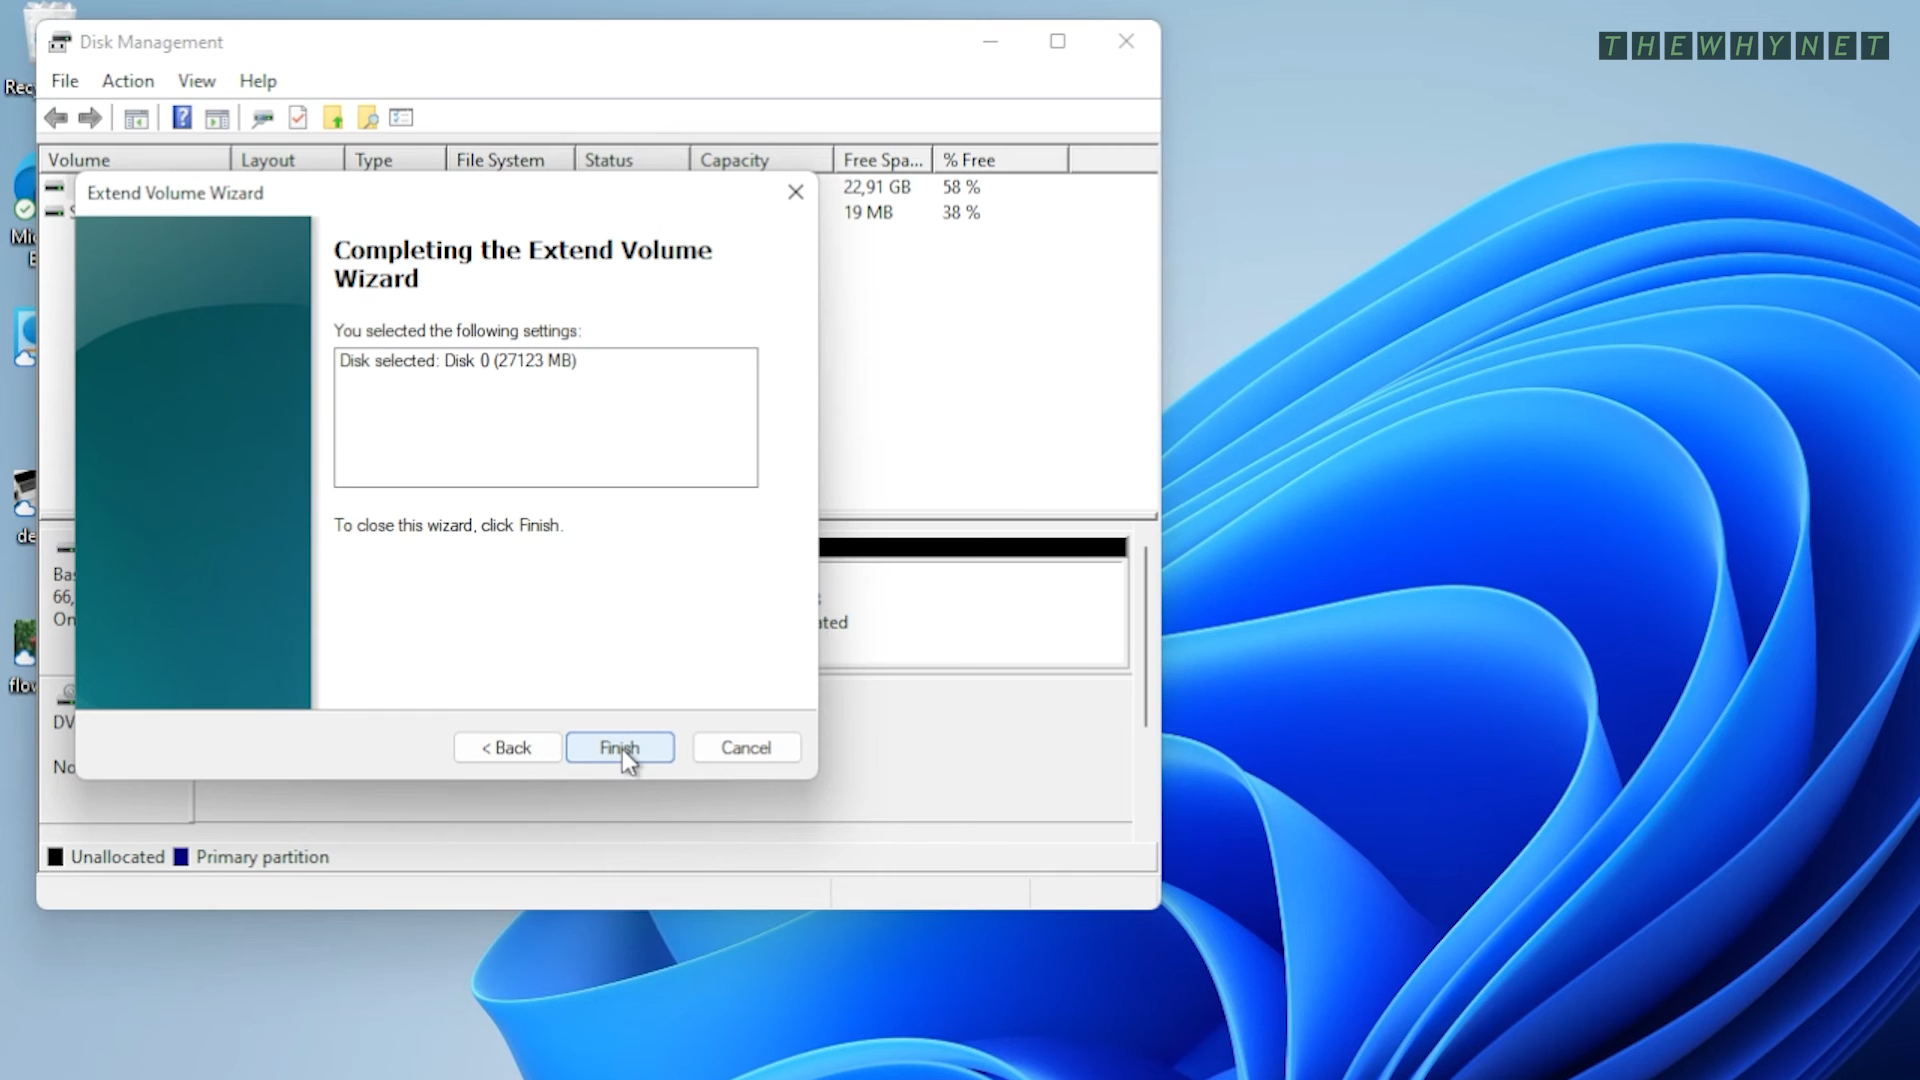 THEWHYNET
Disk Management
File Action View Help
Volume Layout Type File System Status Capacity Free Spa... % Free
22,91 GB 58 %
19 MB 38 %
Extend Volume Wizard
Completing the Extend Volume
Wizard
You selected the following settings:
Disk selected: Disk 0 (27123 MB)
To close this wizard, click Finish.
< Back Finish Cancel
Unallocated Primary partition